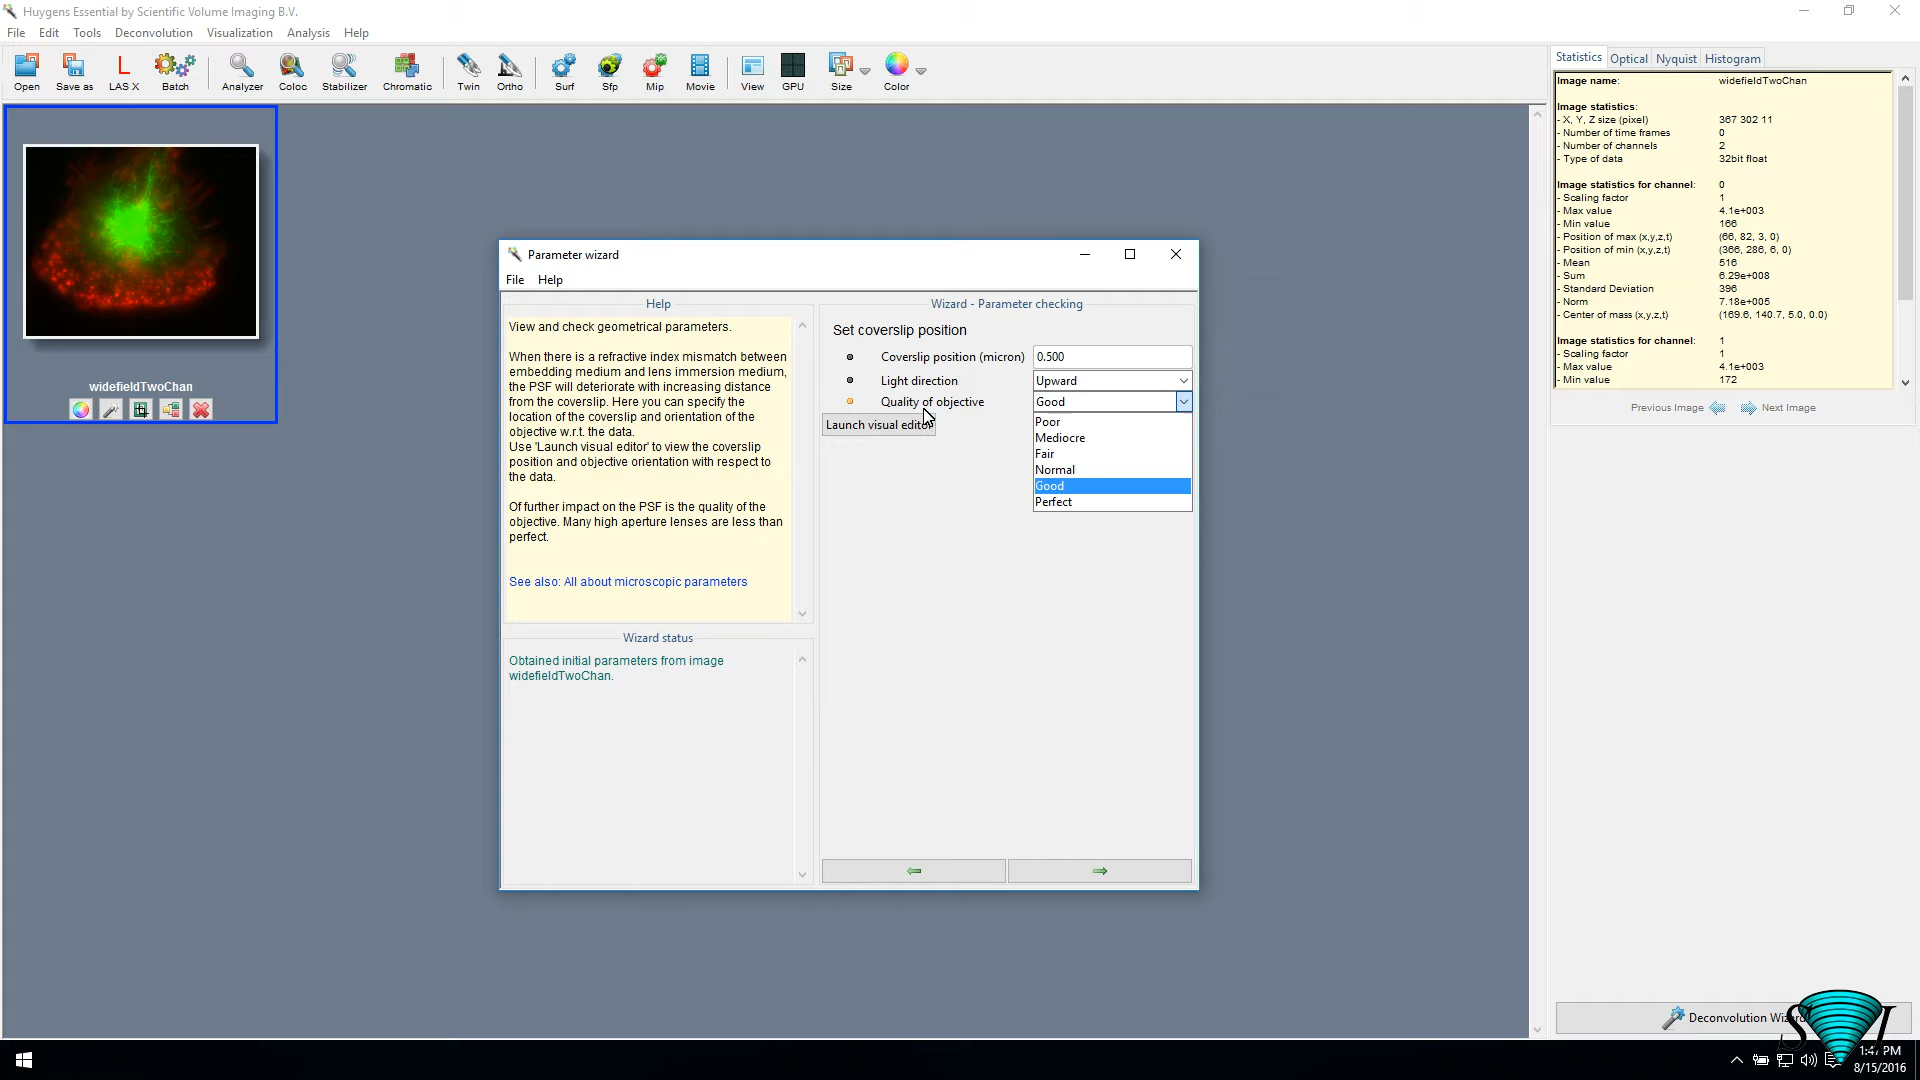 Huygens Essential by Scientific Volume Imaging B.V.
File Edit Tools Deconvolution Visualization Analysis Help
Open Save as LAS X Batch Analyzer Coloc Stabilizer Chromatic Twin Ortho Surf Sfp Mip Movie View GPU Size Color
widefieldTwoChan
Parameter wizard
File Help
Help
View and check geometrical parameters.
When there is a refractive index mismatch between
embedding medium and lens immersion medium,
the PSF will deteriorate with increasing distance
from the coverslip. Here you can specify the
location of the coverslip and orientation of the
objective w.r.t. the data.
Use 'Launch visual editor' to view the coverslip
position and objective orientation with respect to
the data.
Of further impact on the PSF is the quality of the
objective. Many high aperture lenses are less than
perfect.
See also: All about microscopic parameters
Wizard status
Obtained initial parameters from image
widefieldTwoChan.
Wizard - Parameter checking
Set coverslip position
Coverslip position (micron) 0.500
Light direction Upward
Quality of objective Good
Launch visual editor
Poor
Mediocre
Fair
Normal
Good
Perfect
Statistics Optical Nyquist Histogram
Image name: widefieldTwoChan
Image statistics:
- X, Y, Z size (pixel) 367 302 11
- Number of time frames 0
- Number of channels 2
- Type of data 32bit float
Image statistics for channel: 0
- Scaling factor 1
- Max value 4.1e+003
- Min value 166
- Position of max (x,y,z,t) (66, 82, 3, 0)
- Position of min (x,y,z,t) (366, 286, 6, 0)
- Mean 516
- Sum 6.29e+008
- Standard Deviation 396
- Norm 7.18e+005
- Center of mass (x,y,z,t) (169.6, 140.7, 5.0, 0.0)
Image statistics for channel: 1
- Scaling factor 1
- Max value 4.1e+003
- Min value 172
Previous Image Next Image
Deconvolution Wizard
S I
1:47 PM
8/15/2016